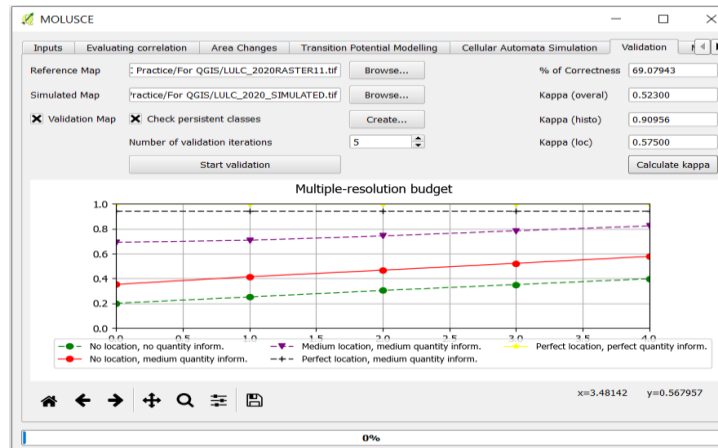 MOLUSCE
Inputs Evaluating correlation Area Changes Transition Potential Modelling Cellular Automata Simulation Validation
Reference Map : Practice/For QGIS/LULC_2020RASTER11.tif Browse... % of Correctness 69.07943
Simulated Map 'ractice/For QGIS/LULC_2020_SIMULATED.tif Browse... Kappa (overal) 0.52300
Validation Map Check persistent classes Create... Kappa (histo) 0.90956
Number of validation iterations 5 Kappa (loc) 0.57500
Start validation Calculate kappa
Multiple-resolution budget
1.0
0.8
0.6
0.4
0.2
0.0
0.0 0.5 1.0 1.5 2.0 2.5 3.0 3.5 4.0
No location, no quantity inform. Medium location, medium quantity inform. Perfect location, perfect quantity inform.
No location, medium quantity inform. Perfect location, medium quantity inform.
x=3.48142 y=0.567957
0%